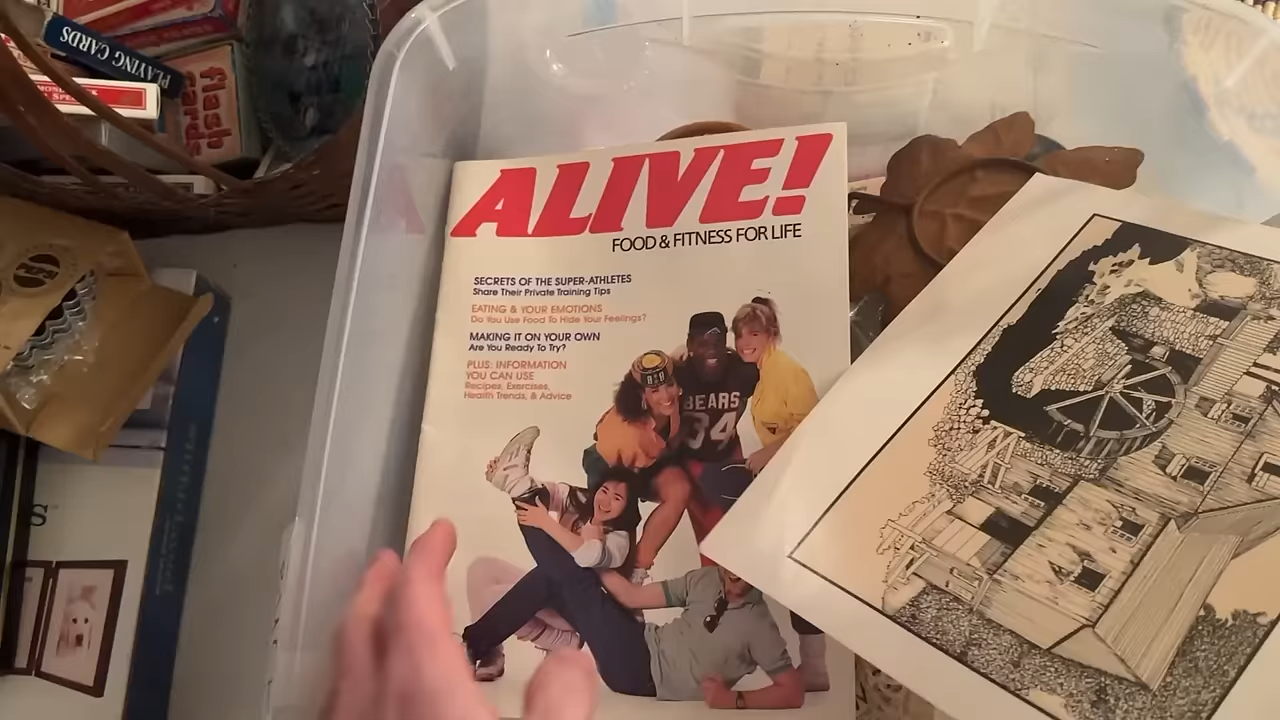 PLAYING CARDS
flash
cards
PEPSI
ALIVE!
FOOD & FITNESS FOR LIFE
SECRETS OF THE SUPER-ATHLETES
Share Their Private Training Tips
EATING & YOUR EMOTIONS
Do You Use Food To Hide Your Feelings?
MAKING IT ON YOUR OWN
Are You Ready To Try?
PLUS: INFORMATION
YOU CAN USE
Recipes, Exercises,
Health Trends, & Advice
BEARS
34
S